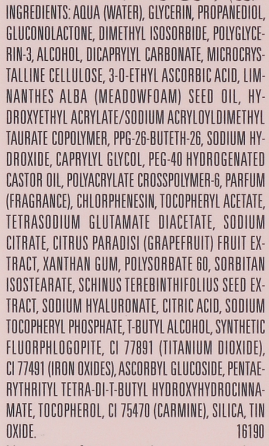 INGREDIENTS: AQUA (WATER), GLYCERIN, PROPANEDIOL,
GLUCONOLACTONE, DIMETHYL ISOSORBIDE, POLYGLYCE-
RIN-3, ALCOHOL, DICAPRYLYL CARBONATE, MICROCRYS-
TALLINE CELLULOSE, 3-O-ETHYL ASCORBIC ACID, LIM-
NANTHES ALBA (MEADOWFOAM) SEED OIL, HY-
DROXYETHYL ACRYLATE/SODIUM ACRYLOYLDIMETHYL
TAURATE COPOLYMER, PPG-26-BUTETH-26, SODIUM HY-
DROXIDE, CAPRYLYL GLYCOL, PEG-40 HYDROGENATED
CASTOR OIL, POLYACRYLATE CROSSPOLYMER-6, PARFUM
(FRAGRANCE), CHLORPHENESIN, TOCOPHERYL ACETATE,
TETRASODIUM GLUTAMATE DIACETATE, SODIUM
CITRATE, CITRUS PARADISI (GRAPEFRUIT) FRUIT EX-
TRACT, XANTHAN GUM, POLYSORBATE 60, SORBITAN
ISOSTEARATE, SCHINUS TEREBINTHIFOLIUS SEED EX-
TRACT, SODIUM HYALURONATE, CITRIC ACID, SODIUM
TOCOPHERYL PHOSPHATE, T-BUTYL ALCOHOL, SYNTHETIC
FLUORPHLOGOPITE, CI 77891 (TITANIUM DIOXIDE),
CI 77491 (IRON OXIDES), ASCORBYL GLUCOSIDE, PENTAE-
RYTHRITYL TETRA-DI-T-BUTYL HYDROXYHYDROCINNA-
MATE, TOCOPHEROL, CI 75470 (CARMINE), SILICA, TIN
OXIDE. 16190